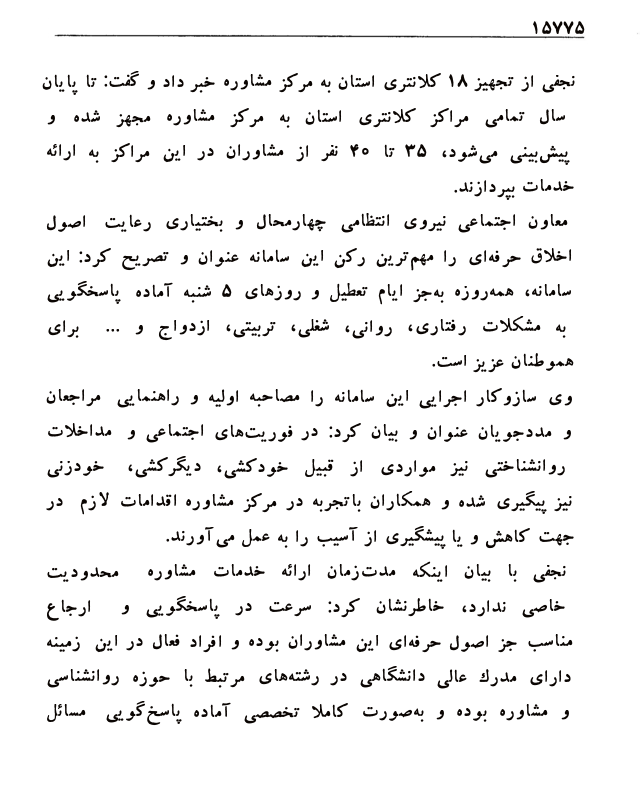 ۱۵۷۷۵
نجفی از تجهیز ۱۸ کلانتری استان به مرکز مشاوره خبر داد و گفت: تا پایان
سال تمامی مراکز کلانتری استان به مرکز مشاوره مجهز شده و
پیش‌بینی می‌شود، ۳۵ تا ۴۰ نفر از مشاوران در این مراکز به ارائه
خدمات بپردازند.
معاون اجتماعی نیروی انتظامی چهارمحال و بختیاری رعایت اصول
اخلاق حرفه‌ای را مهم‌ترین رکن این سامانه عنوان و تصریح کرد: این
سامانه، همه‌روزه به‌جز ایام تعطیل و روزهای ۵ شنبه آماده پاسخگویی
به مشکلات رفتاری، روانی، شغلی، تربیتی، ازدواج و ... برای
هموطنان عزیز است.
وی سازوکار اجرایی این سامانه را مصاحبه اولیه و راهنمایی مراجعان
و مددجویان عنوان و بیان کرد: در فوریت‌های اجتماعی و مداخلات
روانشناختی نیز مواردی از قبیل خودکشی، دیگرکشی، خودزنی
نیز پیگیری شده و همکاران باتجربه در مرکز مشاوره اقدامات لازم در
جهت کاهش و یا پیشگیری از آسیب را به عمل می‌آورند.
نجفی با بیان اینکه مدت‌زمان ارائه خدمات مشاوره محدودیت
خاصی ندارد، خاطرنشان کرد: سرعت در پاسخگویی و ارجاع
مناسب جز اصول حرفه‌ای این مشاوران بوده و افراد فعال در این زمینه
دارای مدرك عالی دانشگاهی در رشته‌های مرتبط با حوزه روانشناسی
و مشاوره بوده و به‌صورت کاملا تخصصی آماده پاسخ‌گویی مسائل